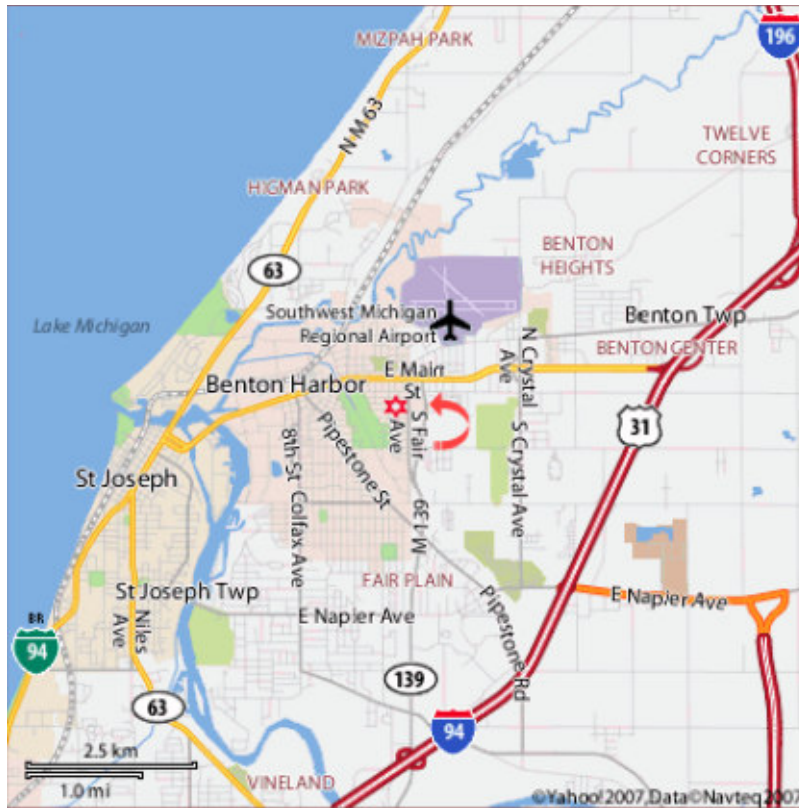 MIZPAH PARK
196
N M 63
TWELVE
CORNERS
HIGMAN PARK
BENTON
HEIGHTS
63
Lake Michigan
Southwest Michigan
Regional Airport
Benton Twp
N Crystal
Ave
BENTON CENTER
E Main
St
Benton Harbor
S Fair
Ave
31
Pipestone St
S Crystal Ave
8th St
St Joseph
M 139
Colfax Ave
FAIR PLAIN
St Joseph Twp
E Napier Ave
E Napier Ave
Pipestone Rd
Niles
Ave
BR
94
139
63
94
2.5 km
1.0 mi
VINELAND
©Yahoo!2007,Data©Navteq2007